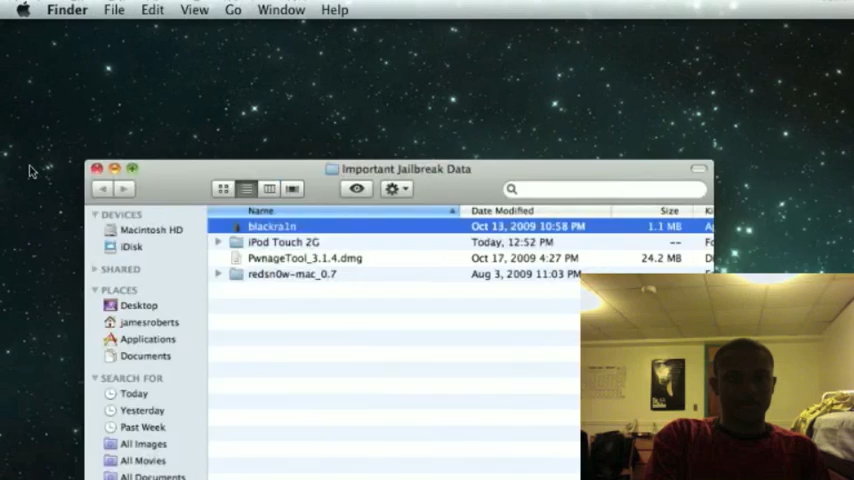 Finder File Edit View Go Window Help
Important Jailbreak Data
Name Date Modified Size
DEVICES
blackra1n Oct 13, 2009 10:58 PM 1.1 MB
Macintosh HD
iPod Touch 2G Today, 12:52 PM --
iDisk
PwnageTool_3.1.4.dmg Oct 17, 2009 4:27 PM 24.2 MB
SHARED
redsn0w-mac_0.7 Aug 3, 2009 11:03 PM
PLACES
Desktop
jamesroberts
Applications
Documents
SEARCH FOR
Today
Yesterday
Past Week
All Images
All Movies
All Documents